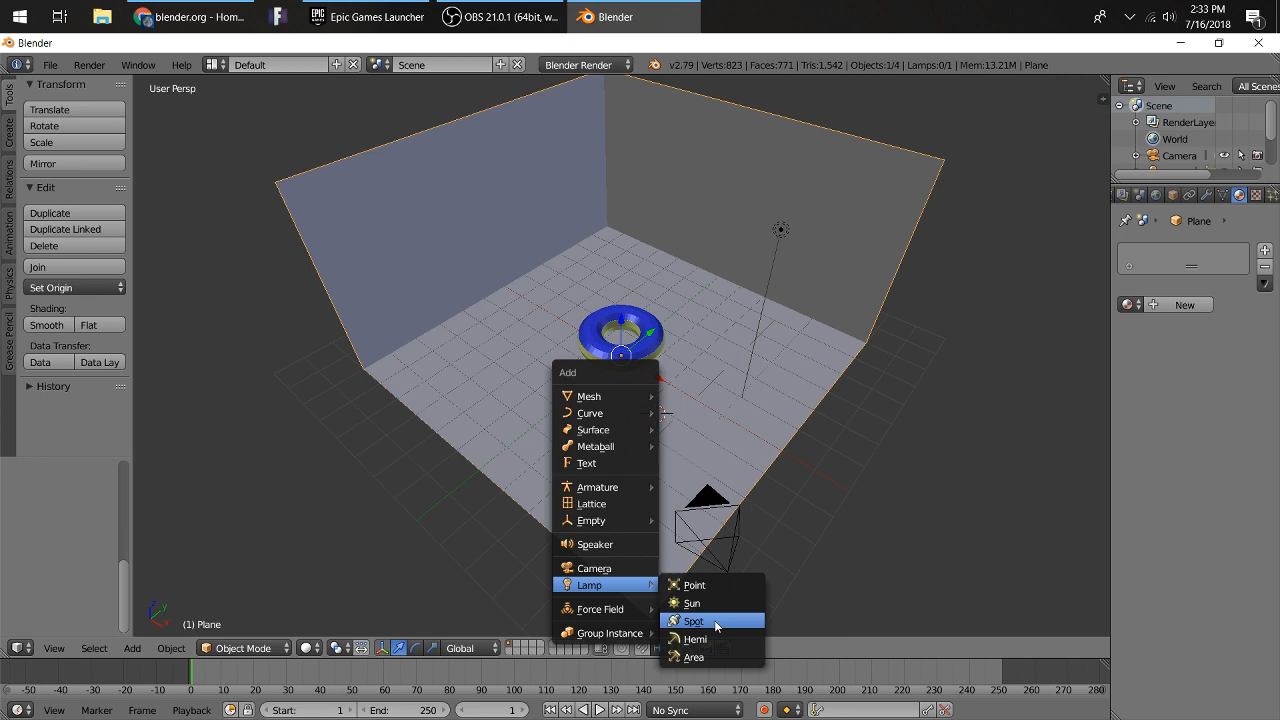 blender.org - Hom...
Epic Games Launcher
OBS 21.0.1 (64bit, w...
Blender
2:33 PM
7/16/2018
1
Blender
File
Render
Window
Help
Default
Scene
Blender Render
v2.79 | Verts:823 | Faces:771 | Tris:1,542 | Objects:1/4 | Lamps:0/1 | Mem:13.21M | Plane
Tools
Create
Relations
Animation
Physics
Grease Pencil
Transform
Translate
Rotate
Scale
Mirror
Edit
Duplicate
Duplicate Linked
Delete
Join
Set Origin
Shading:
Smooth
Flat
Data Transfer:
Data
Data Lay
History
User Persp
Add
Mesh
Curve
Surface
Metaball
Text
Armature
Lattice
Empty
Speaker
Camera
Lamp
Force Field
Group Instance
Point
Sun
Spot
Hemi
Area
(1) Plane
View
Search
All Scenes
Scene
RenderLaye
World
Camera
Plane
New
View
Select
Add
Object
Object Mode
Global
-50 -40 -30 -20 -10 0 10 20 30 40 50 60 70 80 90 100 110 120 130 140 150 160 170 180 190 200 210 220 230 240 250 260 270 280
View
Marker
Frame
Playback
Start: 1
End: 250
1
No Sync